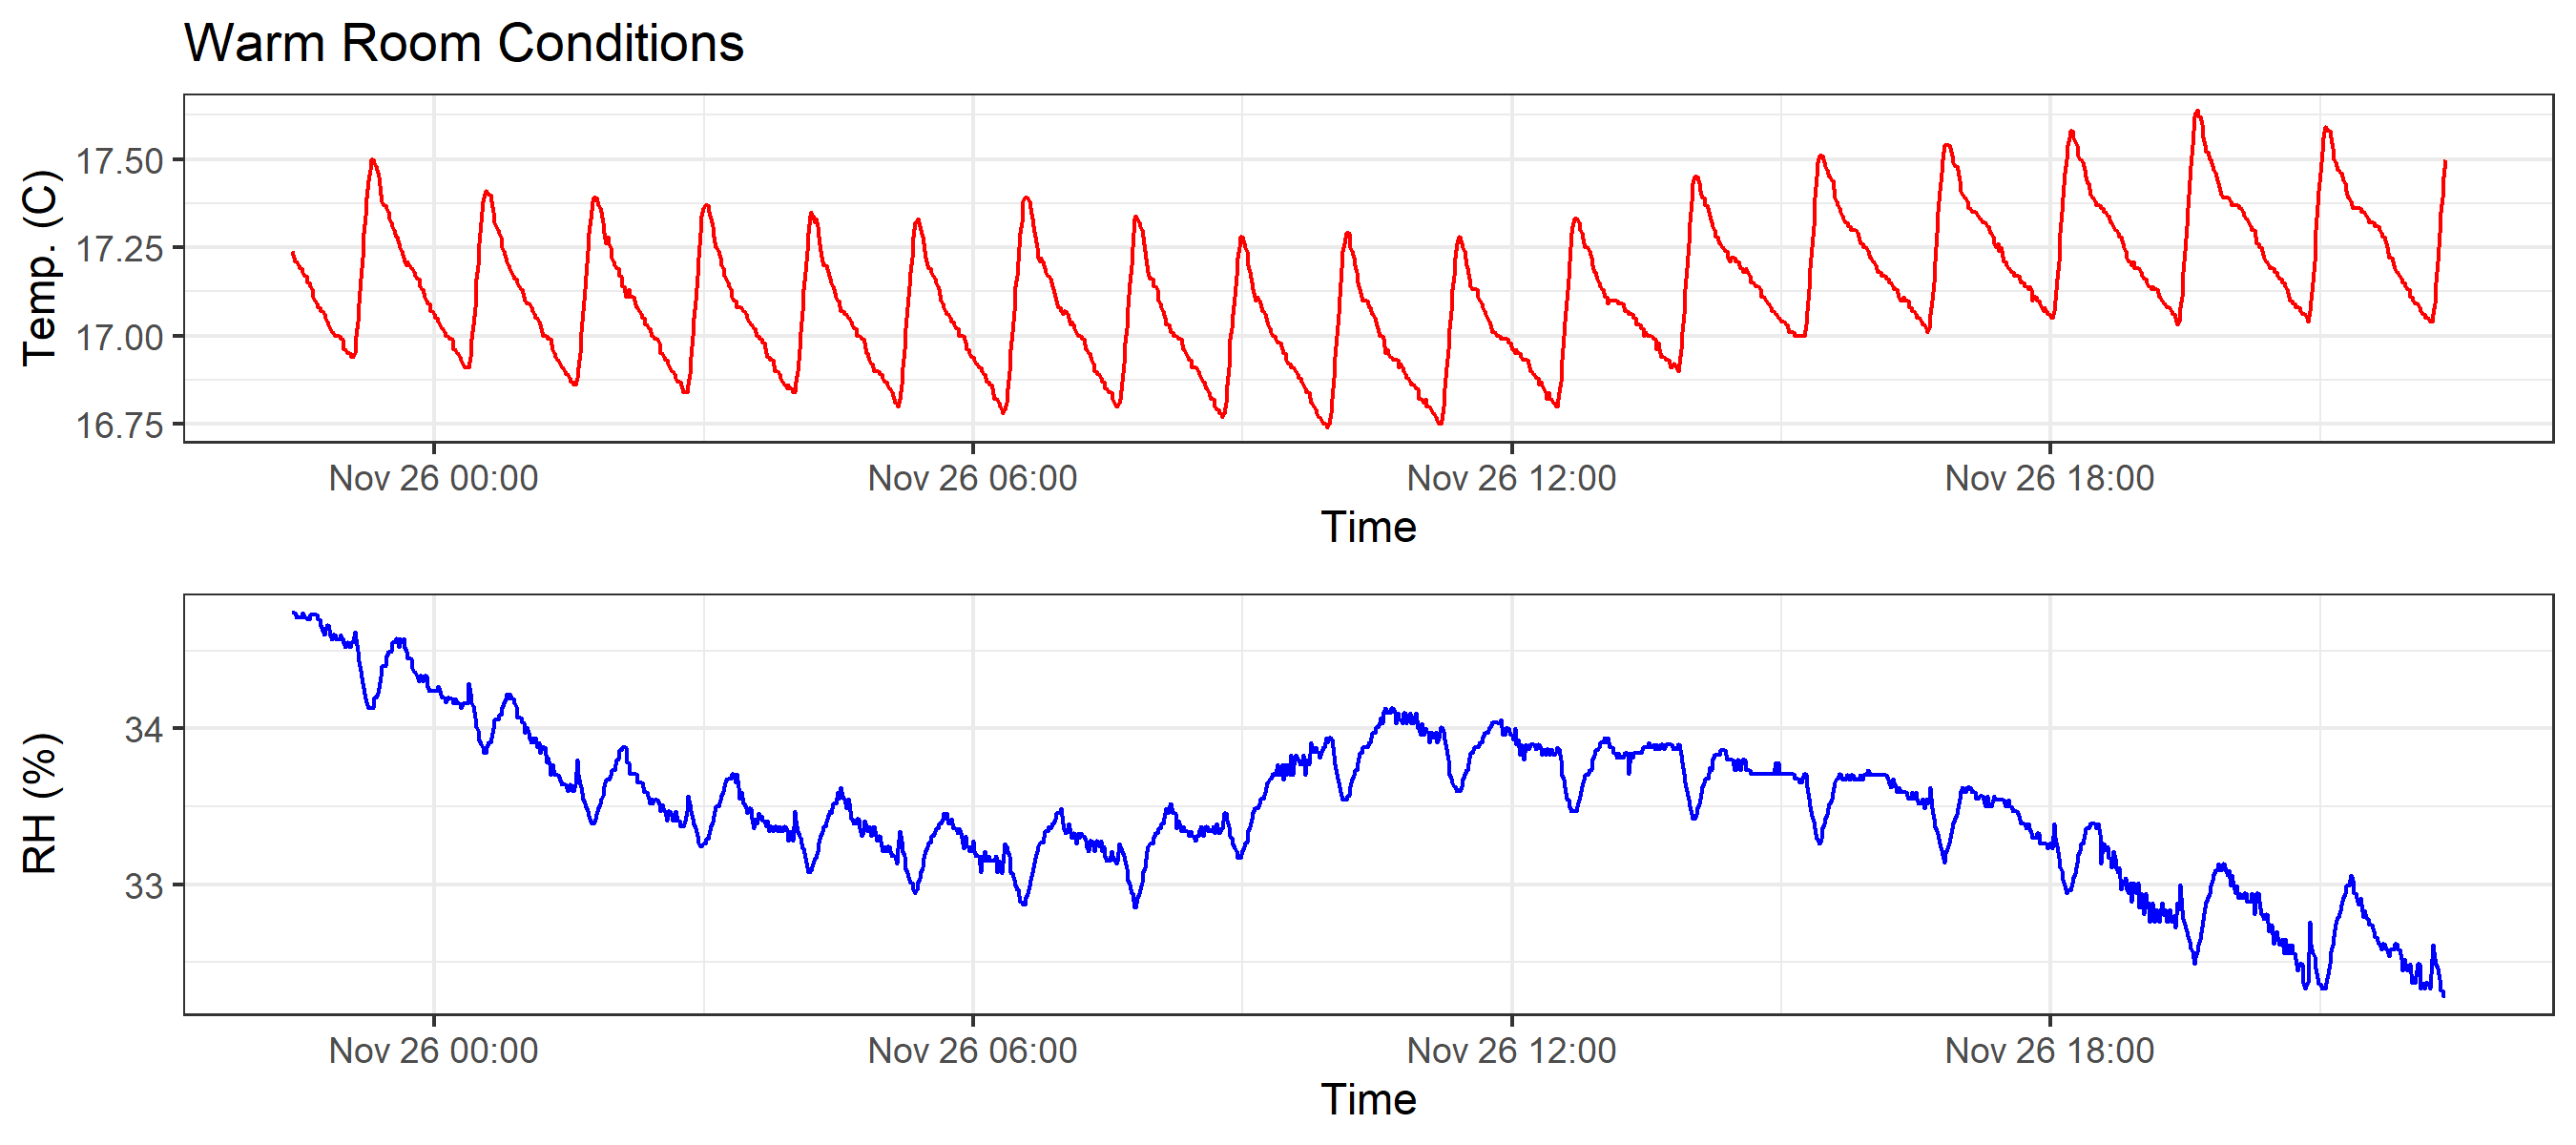 Warm Room Conditions
Temp. (C)
17.50
17.25
17.00
16.75
Nov 26 00:00 Nov 26 06:00 Nov 26 12:00 Nov 26 18:00
Time
RH (%)
34
33
Nov 26 00:00 Nov 26 06:00 Nov 26 12:00 Nov 26 18:00
Time